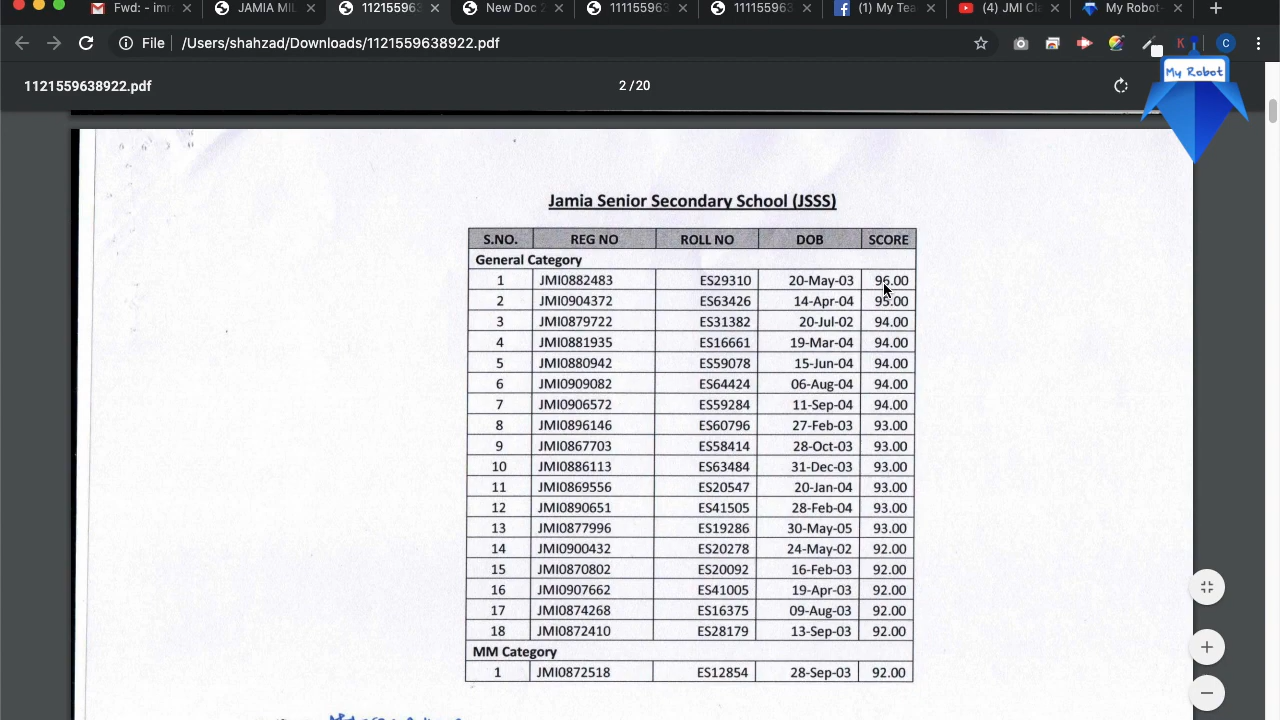 Fwd: - imr
JAMIA MIL
112155963
New Doc 2
111155963
111155963
(1) My Tea
(4) JMI Cl
My Robot-
File | /Users/shahzad/Downloads/1121559638922.pdf
K
C
My Robot
1121559638922.pdf
2 / 20
Jamia Senior Secondary School (JSSS)
S.NO. REG NO ROLL NO DOB SCORE
General Category
1 JMI0882483 ES29310 20-May-03 96.00
2 JMI0904372 ES63426 14-Apr-04 95.00
3 JMI0879722 ES31382 20-Jul-02 94.00
4 JMI0881935 ES16661 19-Mar-04 94.00
5 JMI0880942 ES59078 15-Jun-04 94.00
6 JMI0909082 ES64424 06-Aug-04 94.00
7 JMI0906572 ES59284 11-Sep-04 94.00
8 JMI0896146 ES60796 27-Feb-03 93.00
9 JMI0867703 ES58414 28-Oct-03 93.00
10 JMI0886113 ES63484 31-Dec-03 93.00
11 JMI0869556 ES20547 20-Jan-04 93.00
12 JMI0890651 ES41505 28-Feb-04 93.00
13 JMI0877996 ES19286 30-May-05 93.00
14 JMI0900432 ES20278 24-May-02 92.00
15 JMI0870802 ES20092 16-Feb-03 92.00
16 JMI0907662 ES41005 19-Apr-03 92.00
17 JMI0874268 ES16375 09-Aug-03 92.00
18 JMI0872410 ES28179 13-Sep-03 92.00
MM Category
1 JMI0872518 ES12854 28-Sep-03 92.00